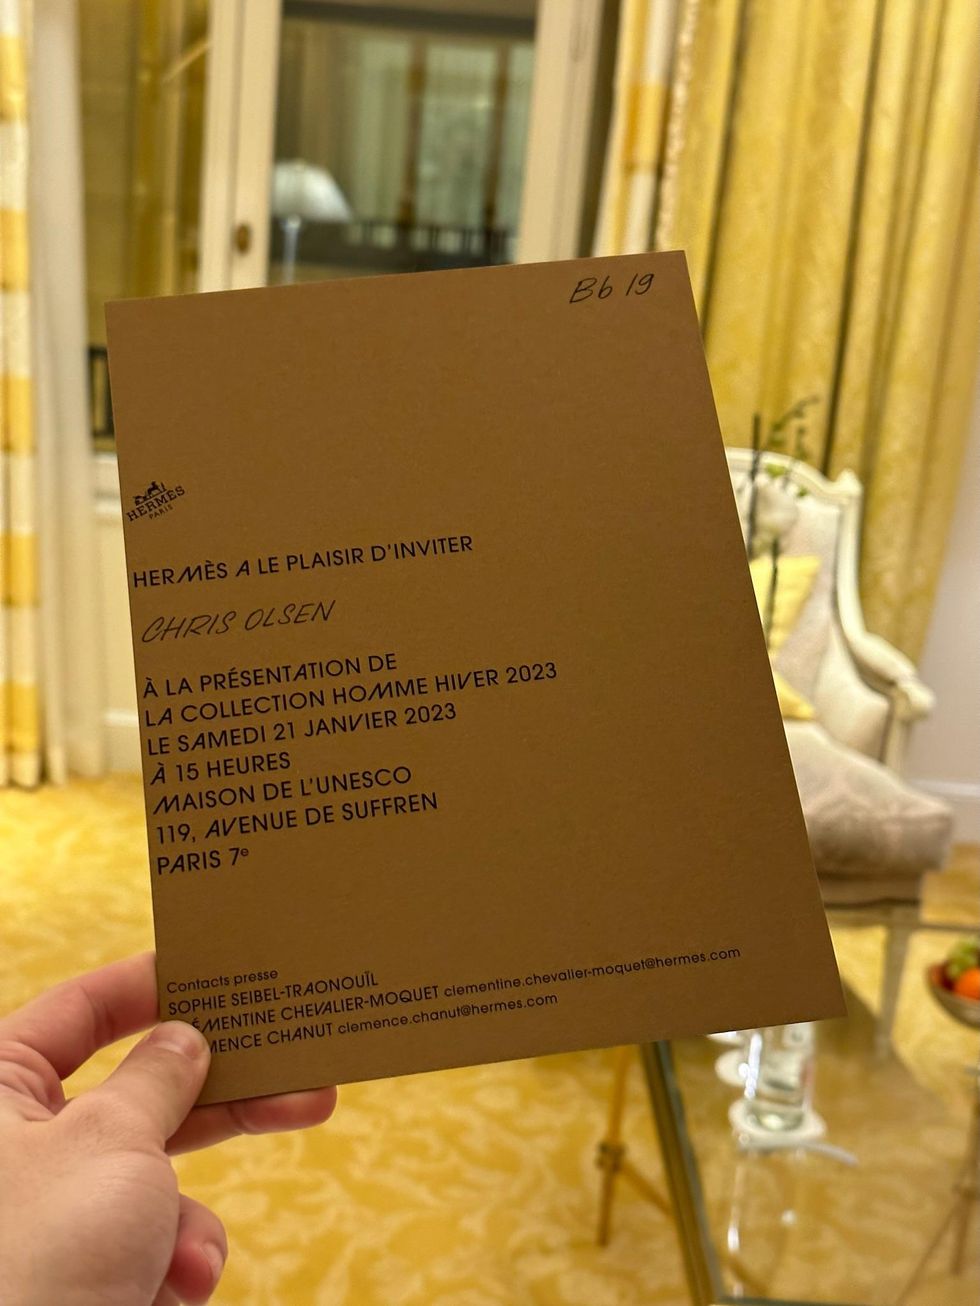 Bb 19
HERMÈS
PARIS
HERMÈS A LE PLAISIR D'INVITER
CHRIS OLSEN
À LA PRÉSENTATION DE
LA COLLECTION HOMME HIVER 2023
LE SAMEDI 21 JANVIER 2023
À 15 HEURES
MAISON DE L'UNESCO
119, AVENUE DE SUFFREN
PARIS 7e
Contacts presse
SOPHIE SEIBEL-TRAONOUÏL
ÉMENTINE CHEVALIER-MOQUET clementine.chevalier-moquet@hermes.com
MENCE CHANUT clemence.chanut@hermes.com